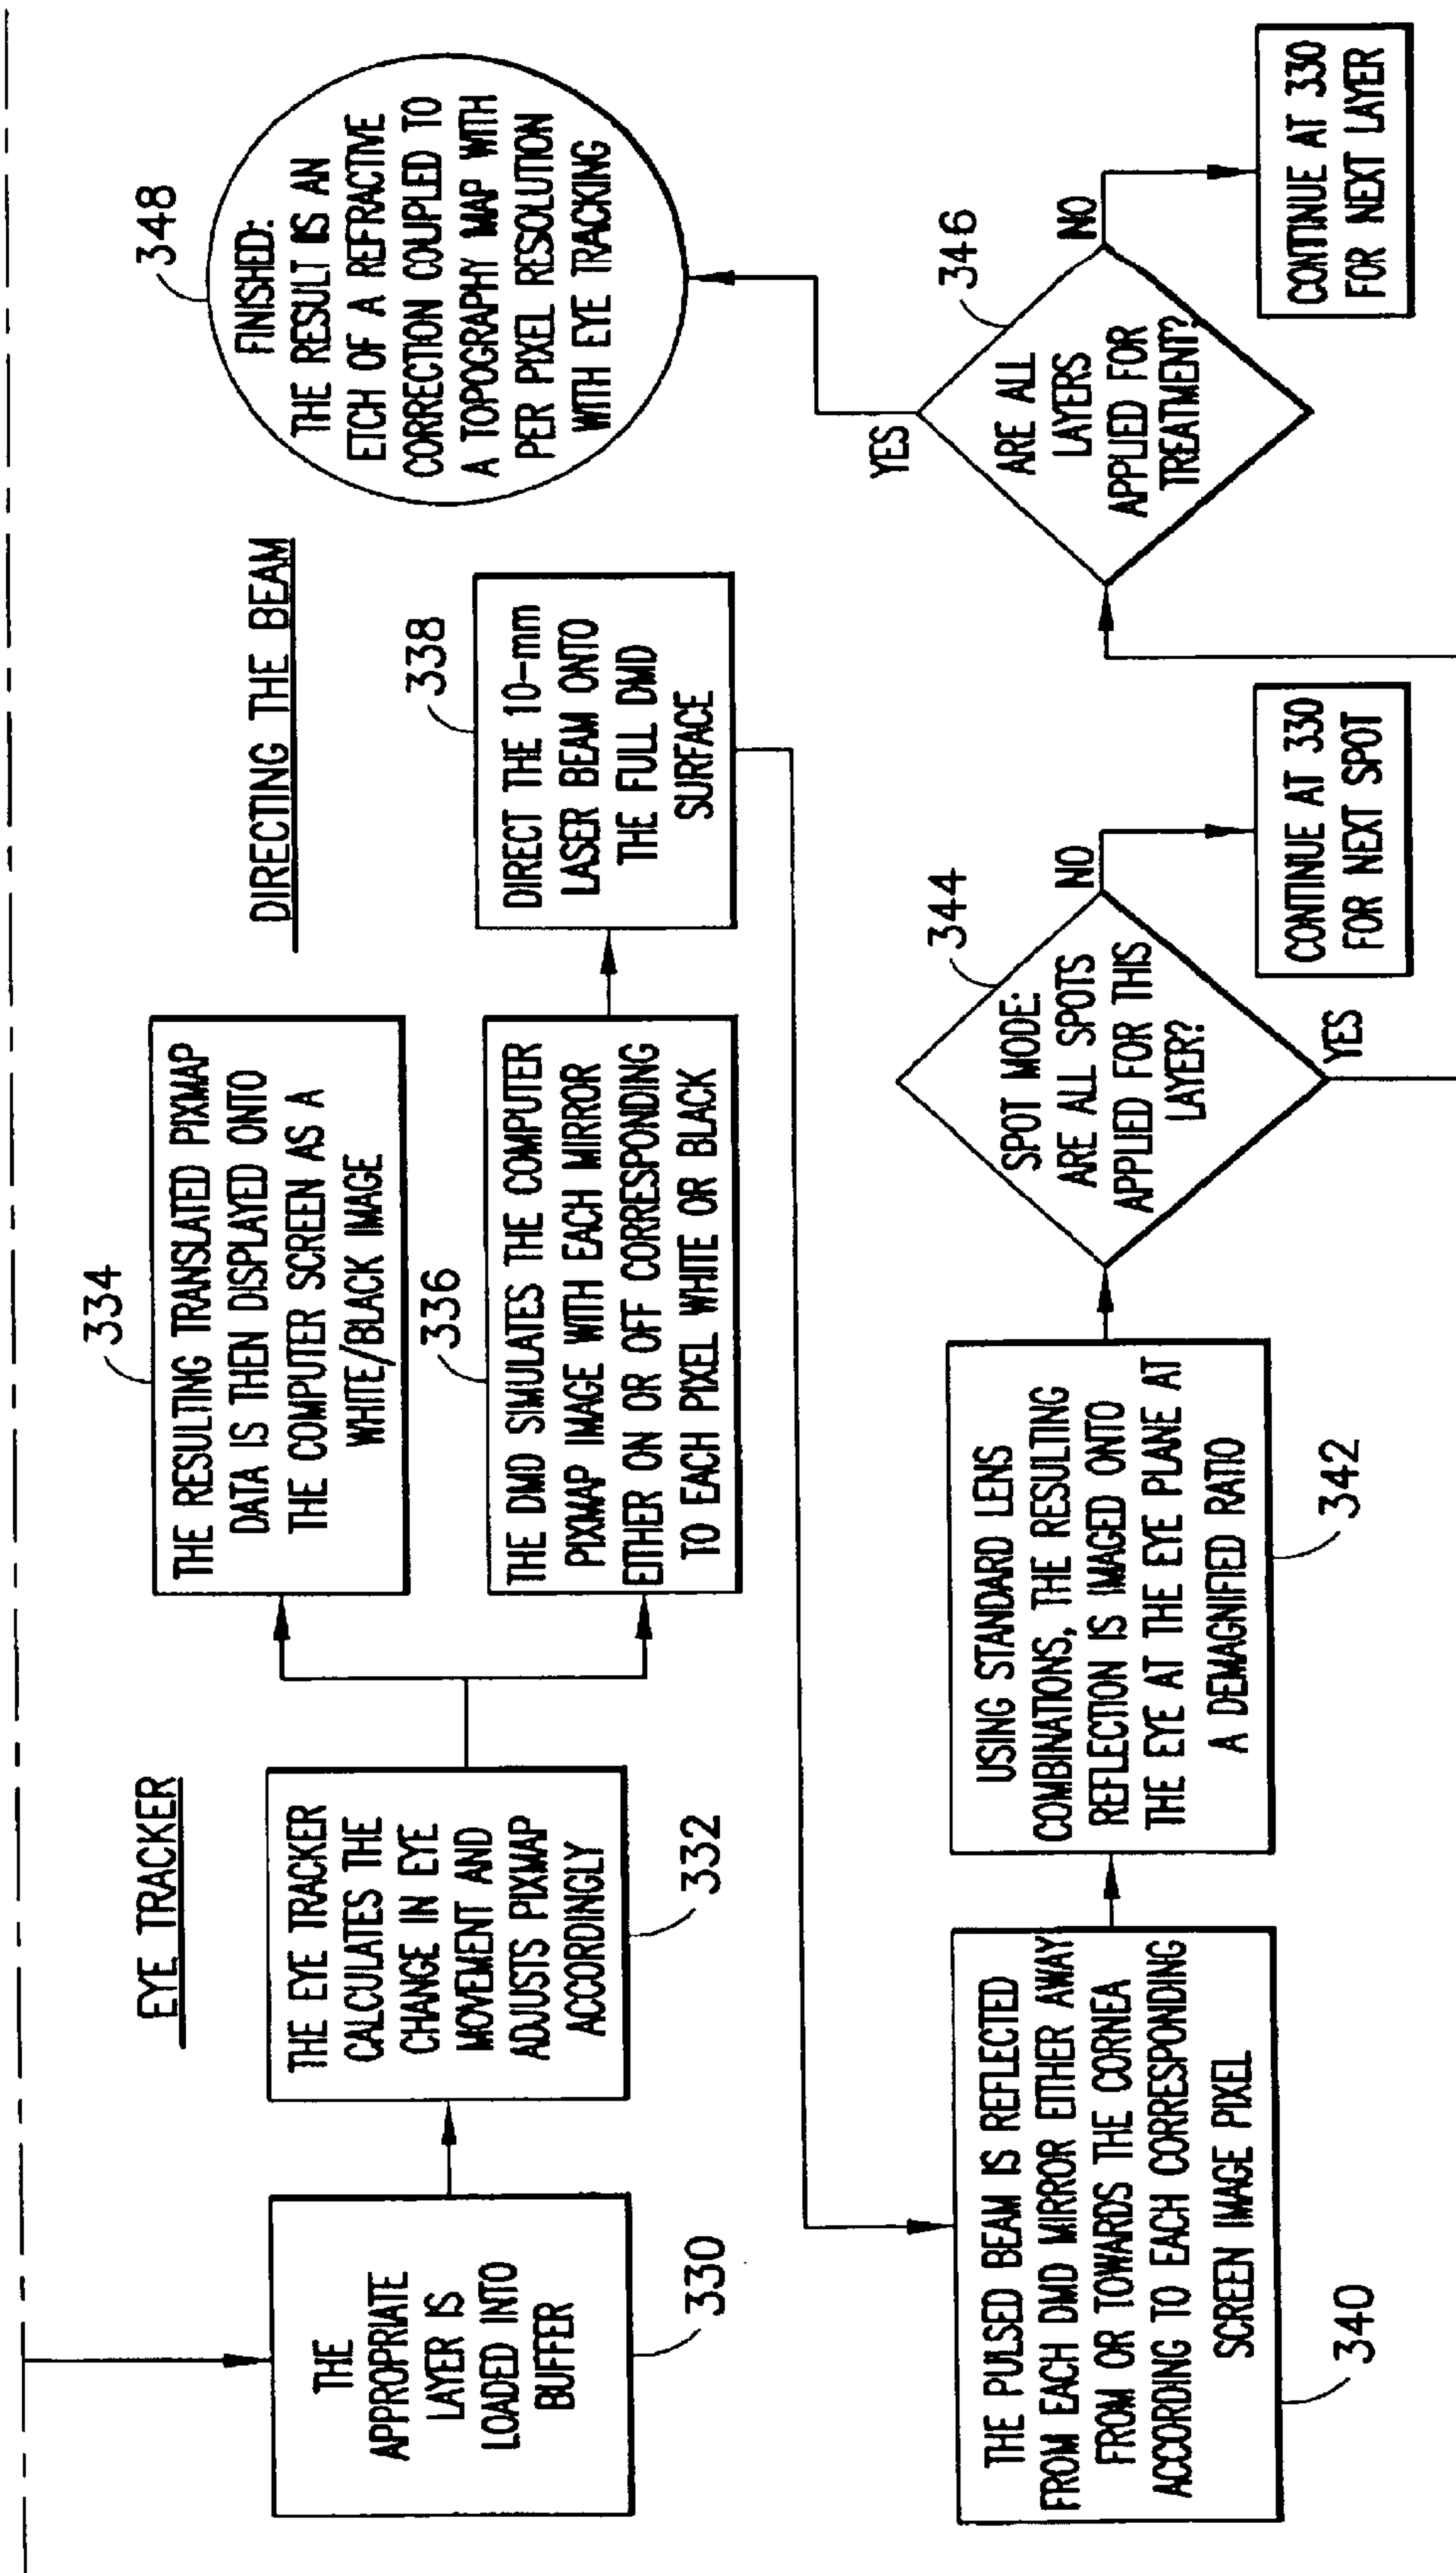 EYE TRACKER
THE
APPROPRIATE
LAYER IS
LOADED INTO
BUFFER
330
THE EYE TRACKER
CALCULATES THE
CHANGE IN EYE
MOVEMENT AND
ADJUSTS PIXMAP
ACCORDINGLY
332
334
THE RESULTING TRANSLATED PIXMAP
DATA IS THEN DISPLAYED ONTO
THE COMPUTER SCREEN AS A
WHITE/BLACK IMAGE
336
THE DMD SIMULATES THE COMPUTER
PIXMAP IMAGE WITH EACH MIRROR
EITHER ON OR OFF CORRESPONDING
TO EACH PIXEL WHITE OR BLACK
DIRECTING THE BEAM
338
DIRECT THE 10-mm
LASER BEAM ONTO
THE FULL DMD
SURFACE
THE PULSED BEAM IS REFLECTED
FROM EACH DMD MIRROR EITHER AWAY
FROM OR TOWARDS THE CORNEA
ACCORDING TO EACH CORRESPONDING
SCREEN IMAGE PIXEL
340
USING STANDARD LENS
COMBINATIONS, THE RESULTING
REFLECTION IS IMAGED ONTO
THE EYE AT THE EYE PLANE AT
A DEMAGNIFIED RATIO
342
344
SPOT MODE:
ARE ALL SPOTS
APPLIED FOR THIS
LAYER?
NO
YES
CONTINUE AT 330
FOR NEXT SPOT
346
ARE ALL
LAYERS
APPLIED FOR
TREATMENT?
YES
NO
CONTINUE AT 330
FOR NEXT LAYER
348
FINISHED:
THE RESULT IS AN
ETCH OF A REFRACTIVE
CORRECTION COUPLED TO
A TOPOGRAPHY MAP WITH
PER PIXEL RESOLUTION
WITH EYE TRACKING